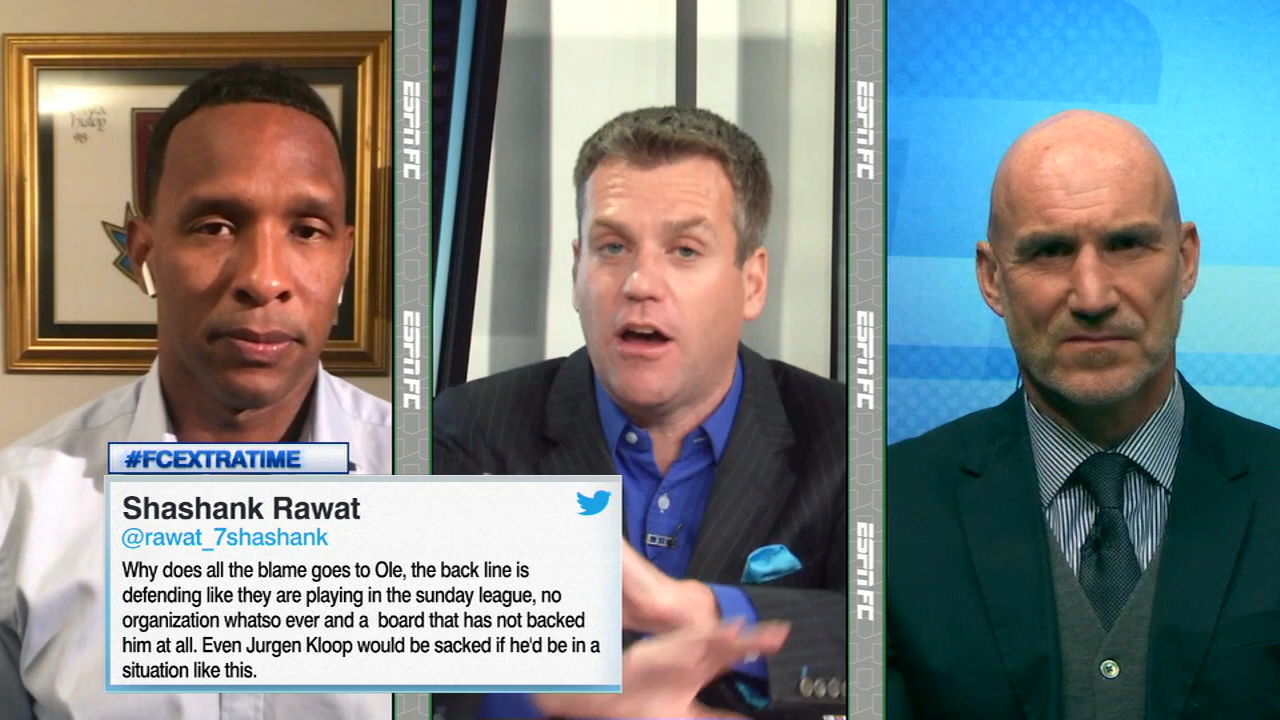 ESPN FC
ESPN FC
ESPN FC
ESPN FC
ESPN FC
ESPN FC
#FCEXTRATIME
Shashank Rawat
@rawat_7shashank
Why does all the blame goes to Ole, the back line is
defending like they are playing in the sunday league, no
organization whatso ever and a board that has not backed
him at all. Even Jurgen Kloop would be sacked if he'd be in a
situation like this.